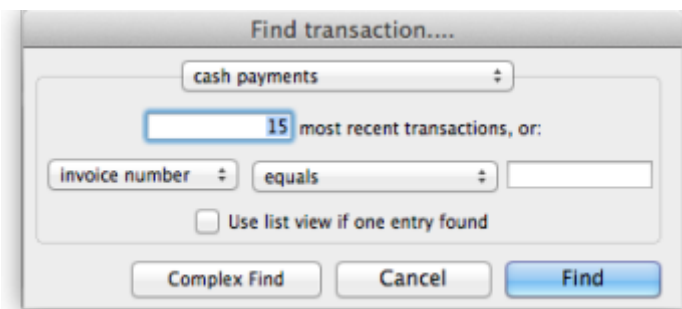 Find transaction....
cash payments
15 most recent transactions, or:
invoice number equals
Use list view if one entry found
Complex Find Cancel Find